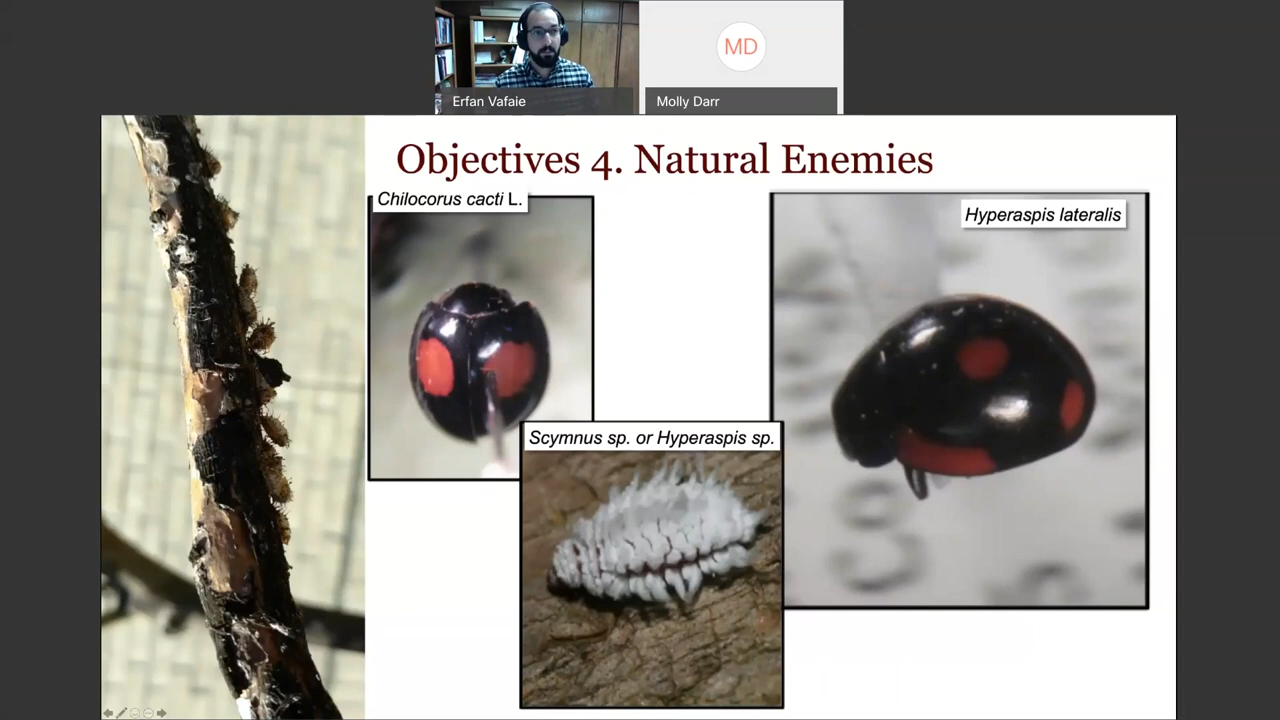 MD
Erfan Vafaie
Molly Darr
Objectives 4. Natural Enemies
Chilocorus cacti L.
Hyperaspis lateralis
Scymnus sp. or Hyperaspis sp.